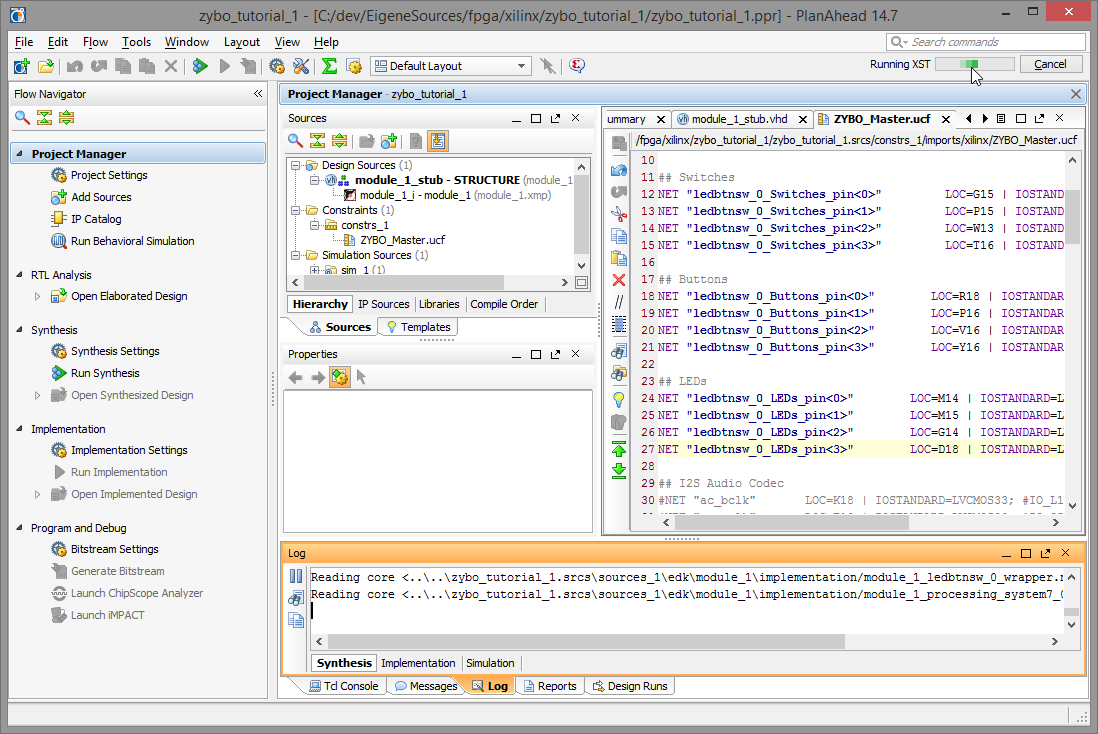 zybo_tutorial_1 - [C:/dev/EigeneSources/fpga/xilinx/zybo_tutorial_1/zybo_tutorial_1.ppr] - PlanAhead 14.7
File Edit Flow Tools Window Layout View Help
Search commands
Default Layout
Running XST
Cancel
Flow Navigator
Project Manager
Project Settings
Add Sources
IP Catalog
Run Behavioral Simulation
RTL Analysis
Open Elaborated Design
Synthesis
Synthesis Settings
Run Synthesis
Open Synthesized Design
Implementation
Implementation Settings
Run Implementation
Open Implemented Design
Program and Debug
Bitstream Settings
Generate Bitstream
Launch ChipScope Analyzer
Launch iMPACT
Project Manager - zybo_tutorial_1
Sources
Design Sources (1)
module_1_stub - STRUCTURE (module_1
module_1_i - module_1 (module_1.xmp)
Constraints (1)
constrs_1
ZYBO_Master.ucf
Simulation Sources (1)
sim_1 (1)
Hierarchy IP Sources Libraries Compile Order
Sources Templates
Properties
ummary module_1_stub.vhd ZYBO_Master.ucf
/fpga/xilinx/zybo_tutorial_1/zybo_tutorial_1.srcs/constrs_1/imports/xilinx/ZYBO_Master.ucf
10
11 ## Switches
12 NET "ledbtnsw_0_Switches_pin<0>" LOC=G15 | IOSTAND
13 NET "ledbtnsw_0_Switches_pin<1>" LOC=P15 | IOSTAND
14 NET "ledbtnsw_0_Switches_pin<2>" LOC=W13 | IOSTAND
15 NET "ledbtnsw_0_Switches_pin<3>" LOC=T16 | IOSTAND
16
17 ## Buttons
18 NET "ledbtnsw_0_Buttons_pin<0>" LOC=R18 | IOSTANDAR
19 NET "ledbtnsw_0_Buttons_pin<1>" LOC=P16 | IOSTANDAR
20 NET "ledbtnsw_0_Buttons_pin<2>" LOC=V16 | IOSTANDAR
21 NET "ledbtnsw_0_Buttons_pin<3>" LOC=Y16 | IOSTANDAR
22
23 ## LEDs
24 NET "ledbtnsw_0_LEDs_pin<0>" LOC=M14 | IOSTANDARD=L
25 NET "ledbtnsw_0_LEDs_pin<1>" LOC=M15 | IOSTANDARD=L
26 NET "ledbtnsw_0_LEDs_pin<2>" LOC=G14 | IOSTANDARD=L
27 NET "ledbtnsw_0_LEDs_pin<3>" LOC=D18 | IOSTANDARD=L
28
29 ## I2S Audio Codec
30 #NET "ac_bclk" LOC=K18 | IOSTANDARD=LVCMOS33; #IO_L1
Log
Reading core <..\..\zybo_tutorial_1.srcs\sources_1\edk\module_1\implementation/module_1_ledbtnsw_0_wrapper.
Reading core <..\..\zybo_tutorial_1.srcs\sources_1\edk\module_1\implementation/module_1_processing_system7_0
Synthesis Implementation Simulation
Tcl Console Messages Log Reports Design Runs